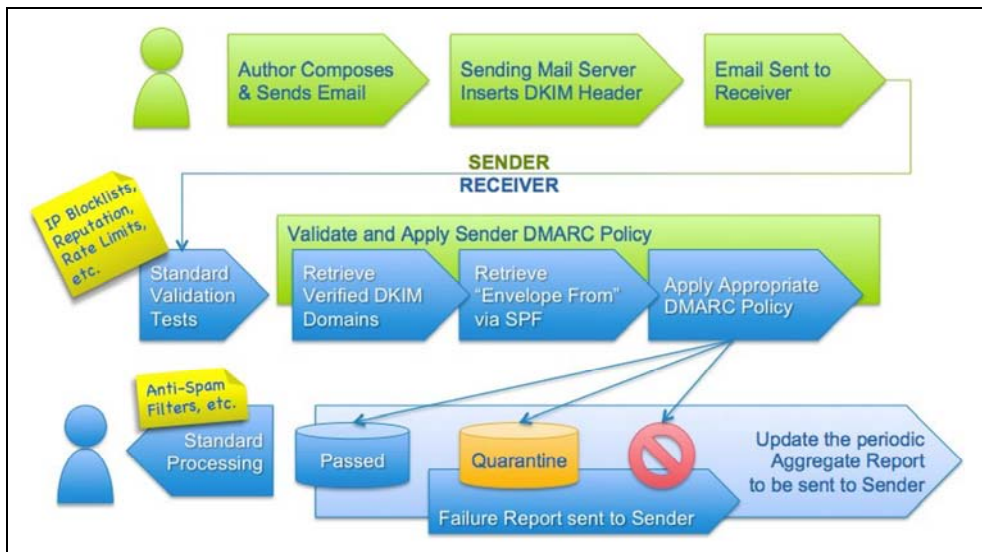 Author Composes
& Sends Email
Sending Mail Server
Inserts DKIM Header
Email Sent to
Receiver
SENDER
RECEIVER
IP Blocklists,
Reputation,
Rate Limits,
etc.
Validate and Apply Sender DMARC Policy
Standard
Validation
Tests
Retrieve
Verified DKIM
Domains
Retrieve
“Envelope From”
via SPF
Apply Appropriate
DMARC Policy
Anti-Spam
Filters, etc.
Standard
Processing
Passed
Quarantine
Update the periodic
Aggregate Report
to be sent to Sender
Failure Report sent to Sender